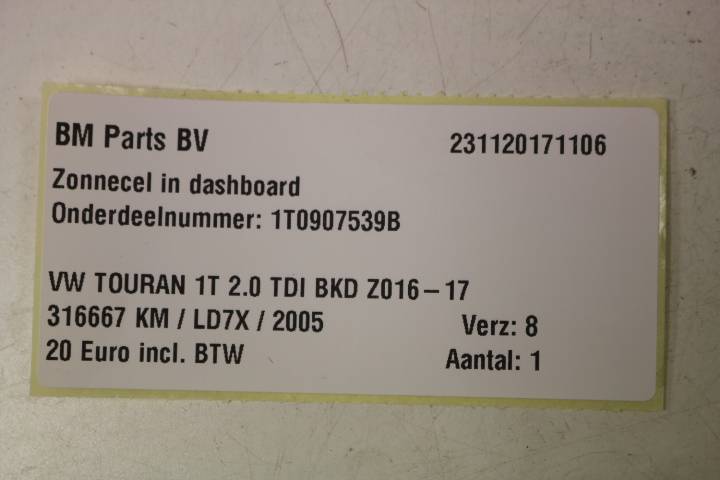 BM Parts BV 231120171106
Zonnecel in dashboard
Onderdeelnummer: 1T0907539B
VW TOURAN 1T 2.0 TDI BKD Z016-17
316667 KM / LD7X / 2005 Verz: 8
20 Euro incl. BTW Aantal: 1